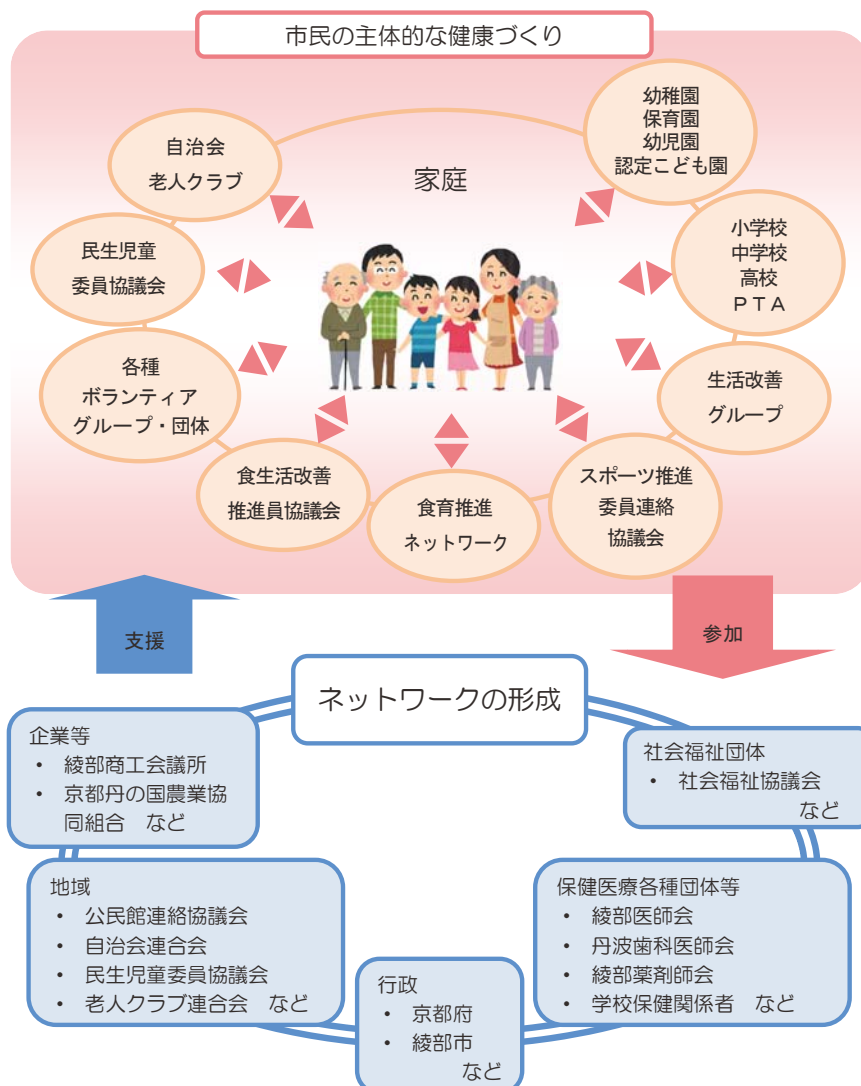 市民の主体的な健康づくり
幼稚園
保育園
幼児園
認定こども園
自治会
老人クラブ
家庭
小学校
中学校
高校
ＰＴＡ
民生児童
委員協議会
各種
ボランティア
グループ・団体
生活改善
グループ
食生活改善
推進員協議会
食育推進
ネットワーク
スポーツ推進
委員連絡
協議会
支援
参加
ネットワークの形成
企業等
・ 綾部商工会議所
・ 京都丹の国農業協
同組合　など
社会福祉団体
・ 社会福祉協議会
など
地域
・ 公民館連絡協議会
・ 自治会連合会
・ 民生児童委員協議会
・ 老人クラブ連合会　など
保健医療各種団体等
・ 綾部医師会
・ 丹波歯科医師会
・ 綾部薬剤師会
・ 学校保健関係者　など
行政
・ 京都府
・ 綾部市
など